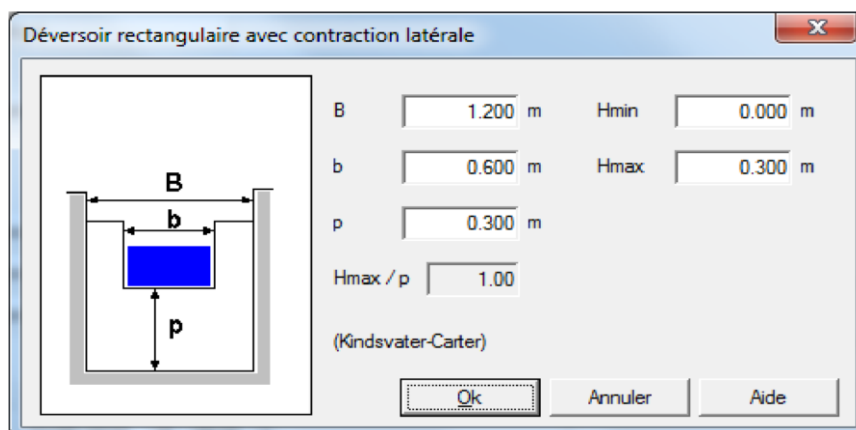 Déversoir rectangulaire avec contraction latérale
B 1.200 m Hmin 0.000 m
b 0.600 m Hmax 0.300 m
p 0.300 m
Hmax / p 1.00
(Kindsvater-Carter)
B
b
p
Ok Annuler Aide